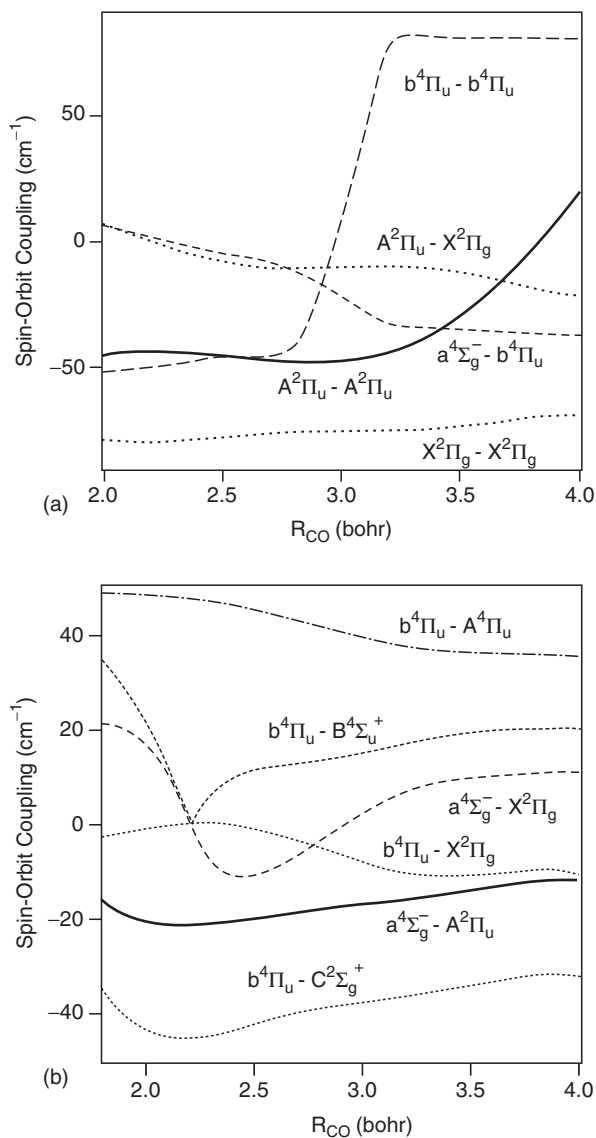 Spin-Orbit Coupling (cm⁻¹)
50
0
−50
b⁴Πᵤ - b⁴Πᵤ
A²Πᵤ - X²Π_g
a⁴Σ_g⁻ - b⁴Πᵤ
A²Πᵤ - A²Πᵤ
X²Π_g - X²Π_g
2.0 2.5 3.0 3.5 4.0
(a)
R_CO (bohr)
Spin-Orbit Coupling (cm⁻¹)
40
20
0
−20
−40
b⁴Πᵤ - A⁴Πᵤ
b⁴Πᵤ - B⁴Σᵤ⁺
a⁴Σ_g⁻ - X²Π_g
b⁴Πᵤ - X²Π_g
a⁴Σ_g⁻ - A²Πᵤ
b⁴Πᵤ - C²Σ_g⁺
2.0 2.5 3.0 3.5 4.0
(b)
R_CO (bohr)